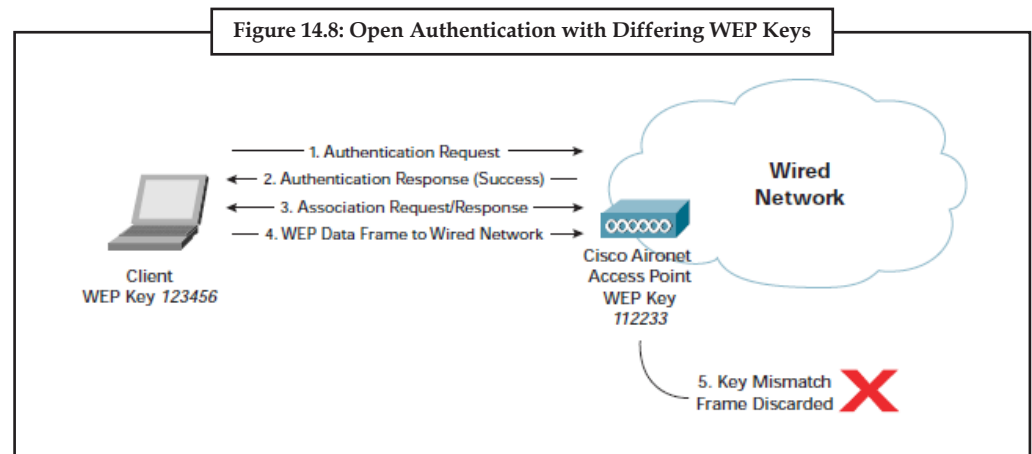 Figure 14.8: Open Authentication with Differing WEP Keys
1. Authentication Request
2. Authentication Response (Success)
3. Association Request/Response
4. WEP Data Frame to Wired Network
Wired
Network
Client
WEP Key 123456
Cisco Aironet
Access Point
WEP Key
112233
5. Key Mismatch
Frame Discarded